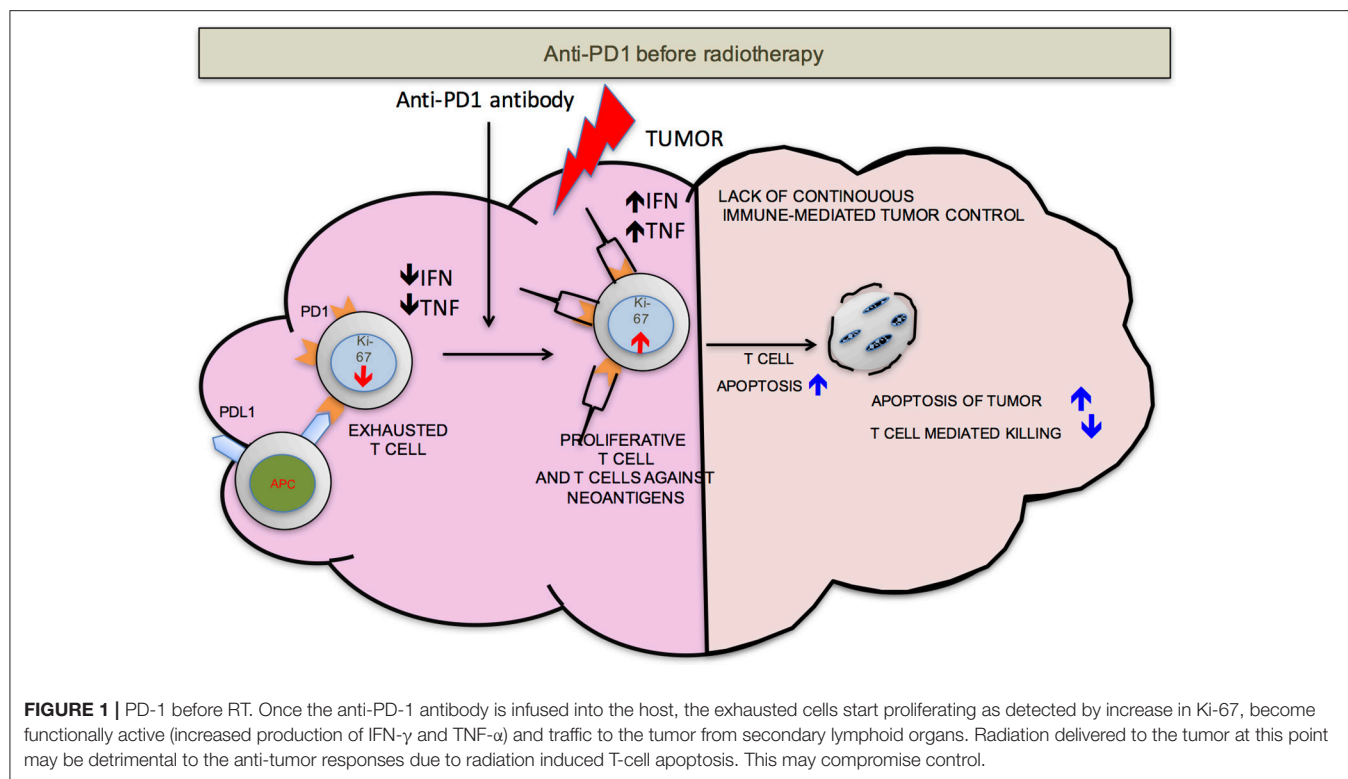 Anti-PD1 before radiotherapy
Anti-PD1 antibody
TUMOR
IFN
TNF
PD1
Ki-
67
PDL1
EXHAUSTED
T CELL
APC
IFN
TNF
Ki-
67
PROLIFERATIVE
T CELL
AND T CELLS AGAINST
NEOANTIGENS
LACK OF CONTINOUOUS
IMMUNE-MEDIATED TUMOR CONTROL
T CELL
APOPTOSIS
APOPTOSIS OF TUMOR
T CELL MEDIATED KILLING
FIGURE 1 | PD-1 before RT. Once the anti-PD-1 antibody is infused into the host, the exhausted cells start proliferating as detected by increase in Ki-67, become
functionally active (increased production of IFN-γ and TNF-α) and traffic to the tumor from secondary lymphoid organs. Radiation delivered to the tumor at this point
may be detrimental to the anti-tumor responses due to radiation induced T-cell apoptosis. This may compromise control.